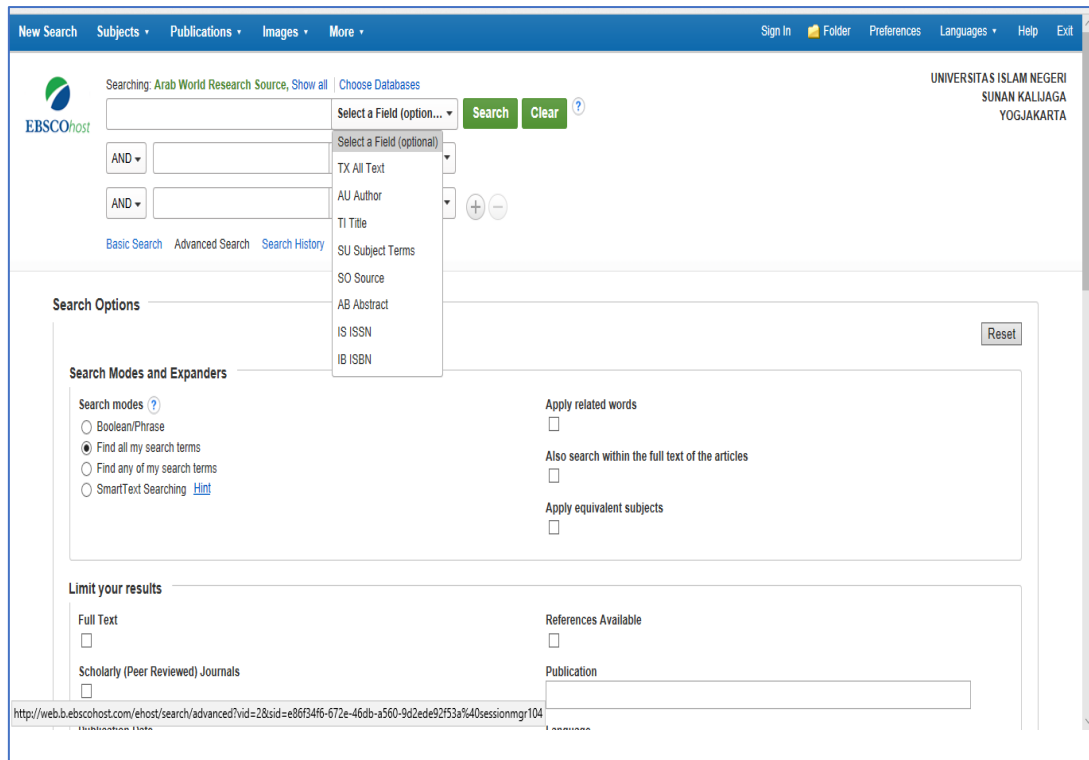 New Search Subjects Publications Images More Sign In Folder Preferences Languages Help Exit
Searching: Arab World Research Source, Show all | Choose Databases
UNIVERSITAS ISLAM NEGERI
SUNAN KALIJAGA
YOGJAKARTA
EBSCOhost
Select a Field (option... Search Clear ?
Select a Field (optional)
AND
TX All Text
AU Author
AND
TI Title
Basic Search Advanced Search Search History
SU Subject Terms
SO Source
AB Abstract
IS ISSN
IB ISBN
Search Options
Reset
Search Modes and Expanders
Search modes ?
Boolean/Phrase
Find all my search terms
Find any of my search terms
SmartText Searching Hint
Apply related words
Also search within the full text of the articles
Apply equivalent subjects
Limit your results
Full Text
References Available
Scholarly (Peer Reviewed) Journals
Publication
http://web.b.ebscohost.com/ehost/search/advanced?vid=2&sid=e86f34f6-672e-46db-a560-9d2ede92f53a%40sessionmgr104
Publication Date
Language